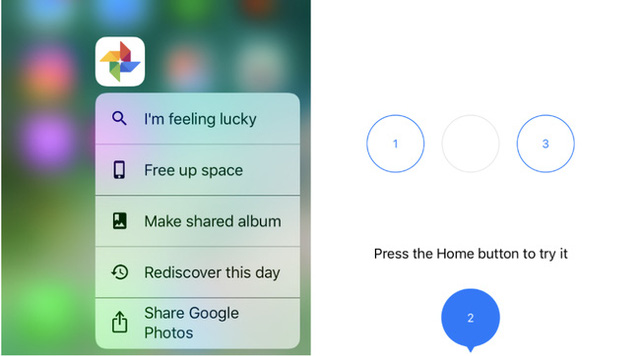 I'm feeling lucky
Free up space
Make shared album
Rediscover this day
Share Google
Photos
1
3
Press the Home button to try it
2